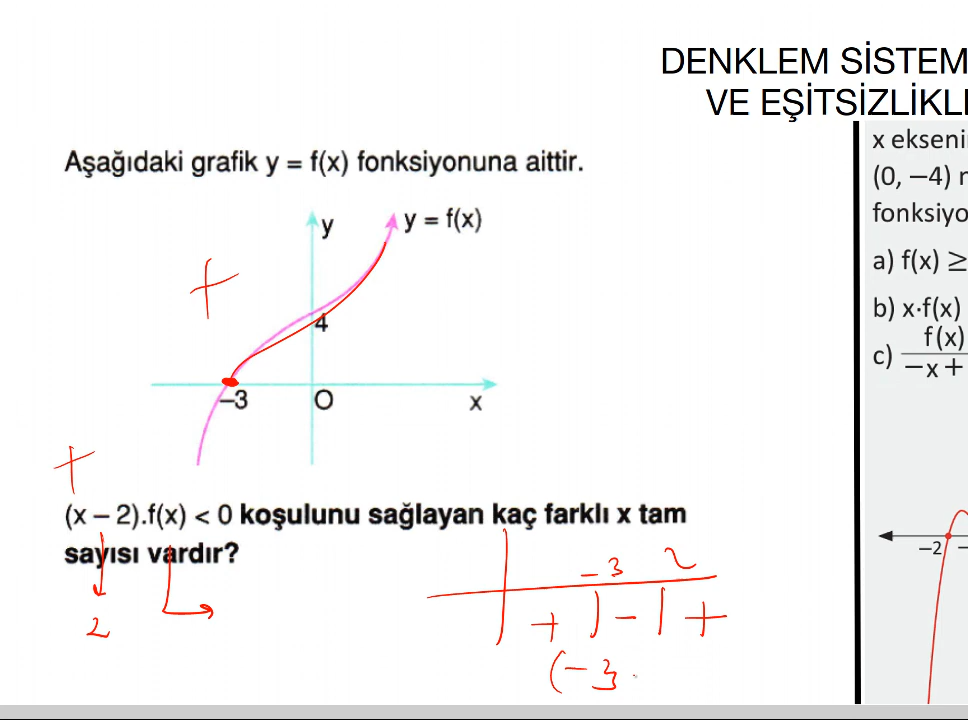 DENKLEM SİSTEM
VE EŞİTSİZLİKL
Aşağıdaki grafik y = f(x) fonksiyonuna aittir.
y
y = f(x)
+
4
–3
O
x
+
(x – 2).f(x) < 0 koşulunu sağlayan kaç farklı x tam
sayısı vardır?
2
–3 2
+ – +
(–3
x eksenin
(0, –4) n
fonksiyo
a) f(x) ≥
b) x·f(x)
c) f(x)
–x +
–2